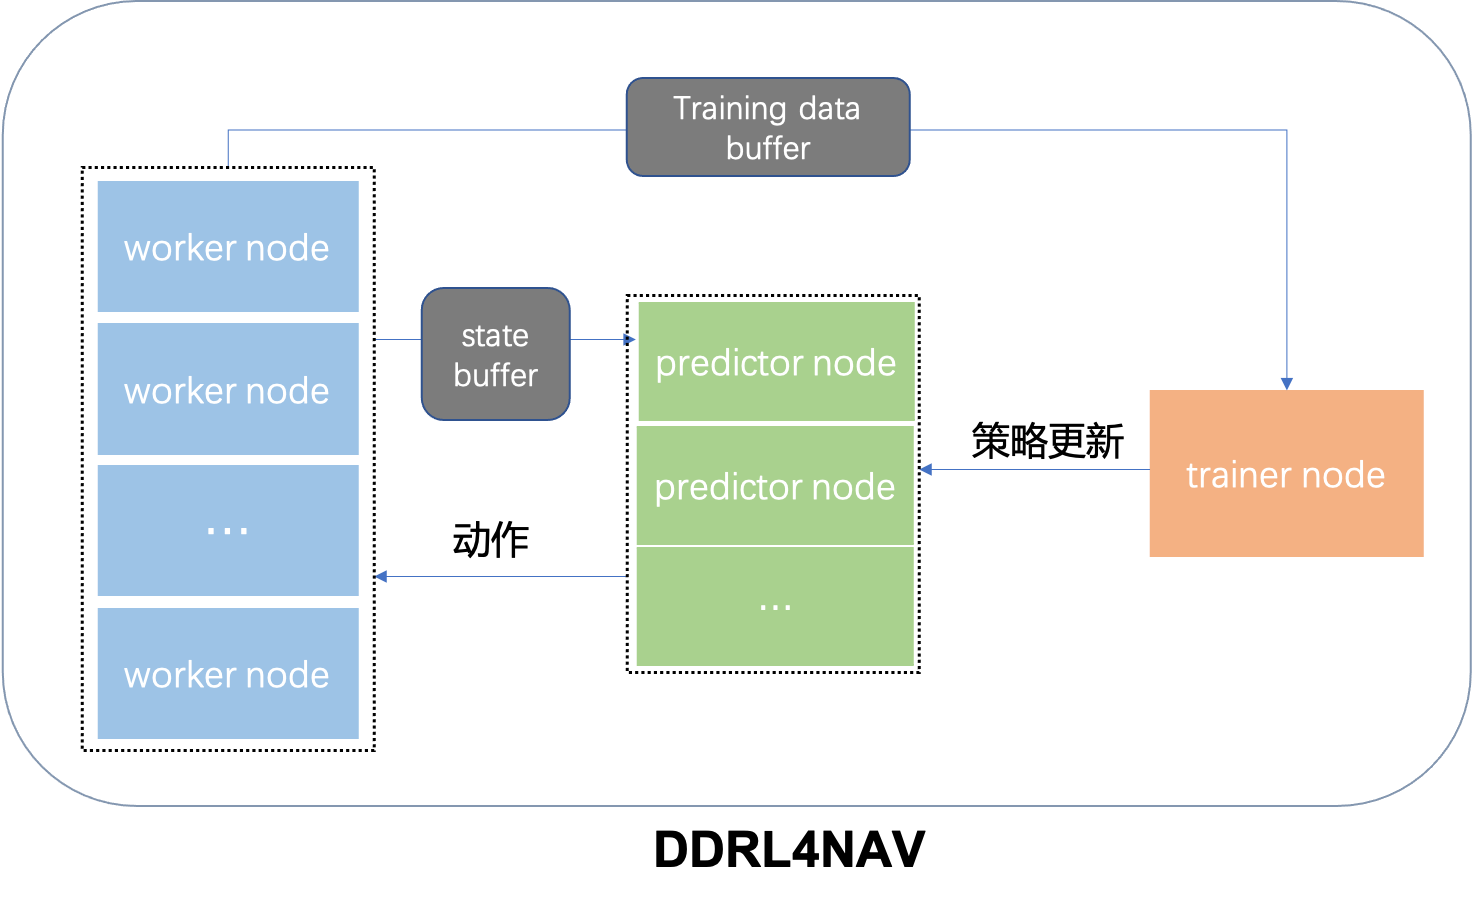 Training data
buffer
worker node
worker node
...
worker node
state
buffer
predictor node
predictor node
...
策略更新
trainer node
动作
DDRL4NAV